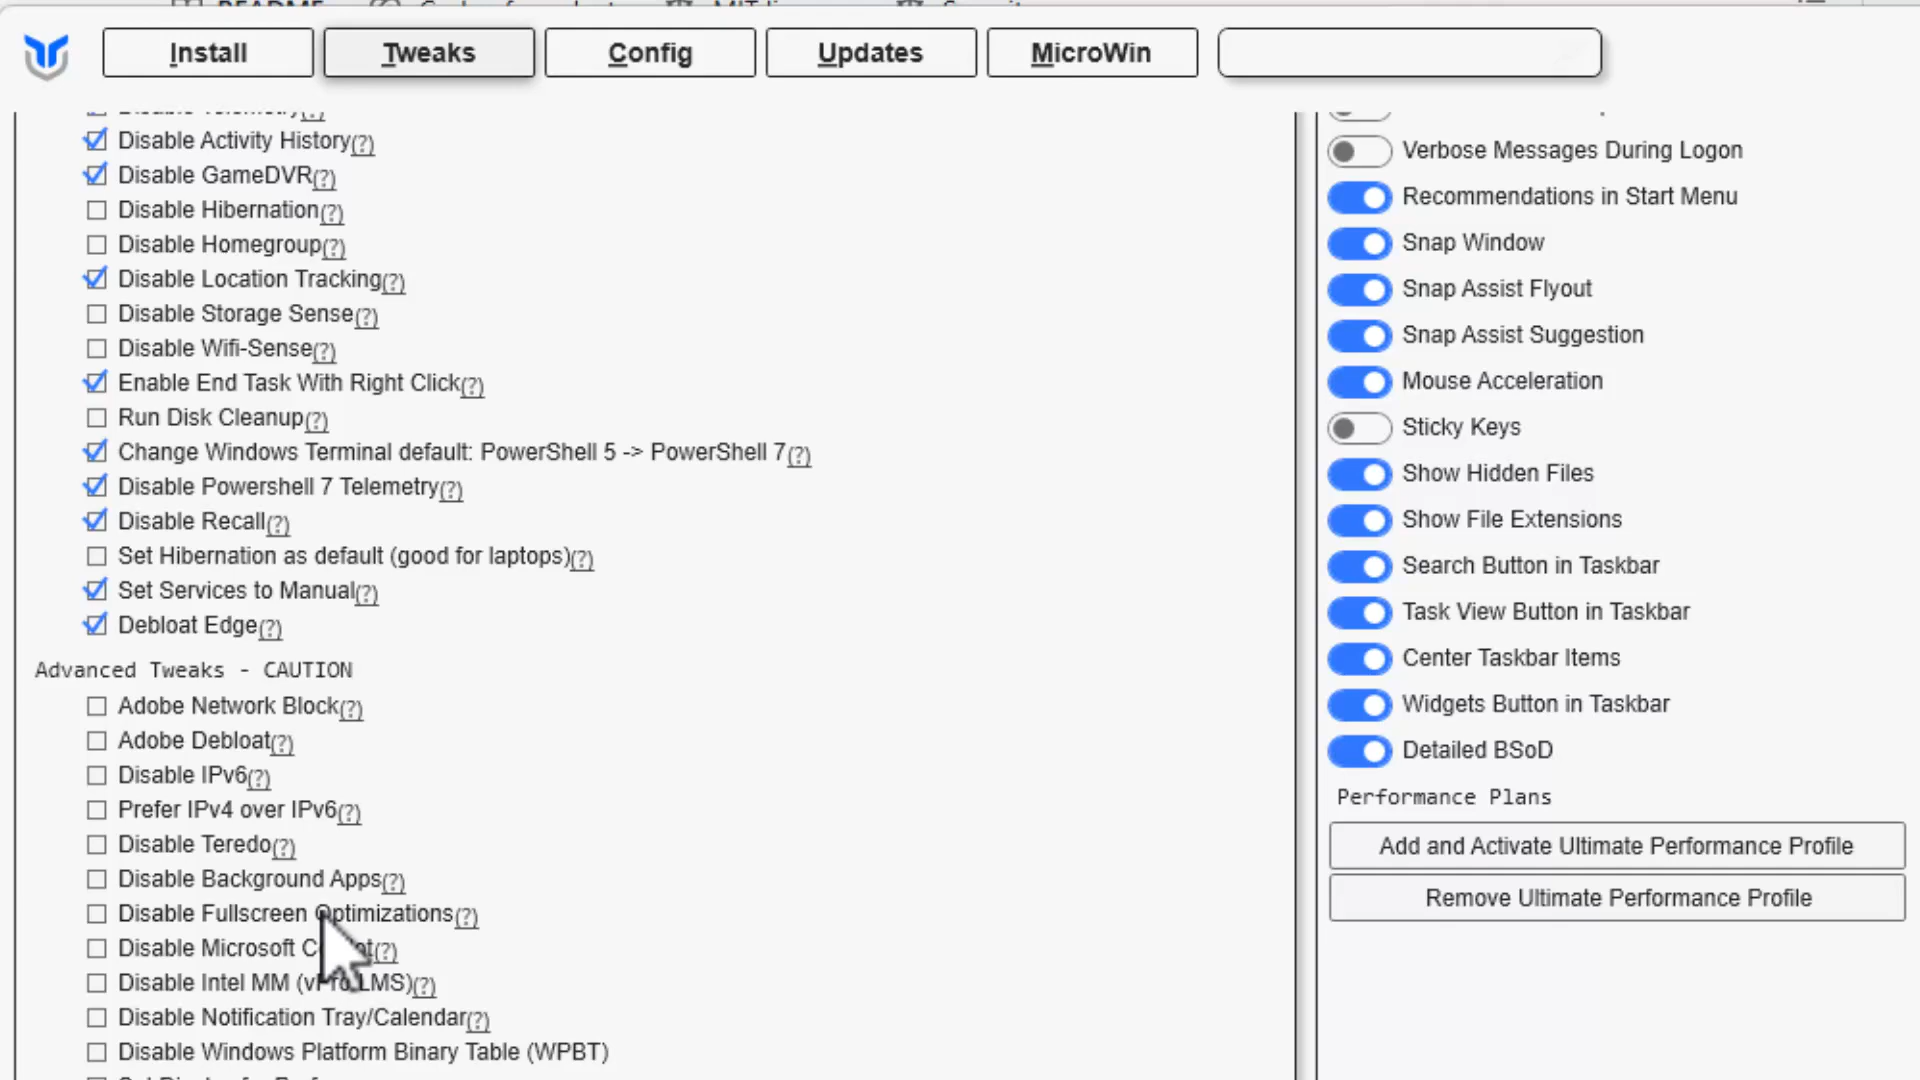 README
MIT li
Install
Tweaks
Config
Updates
MicroWin
Disable Telemetry(?)
Disable Activity History(?)
Disable GameDVR(?)
Disable Hibernation(?)
Disable Homegroup(?)
Disable Location Tracking(?)
Disable Storage Sense(?)
Disable Wifi-Sense(?)
Enable End Task With Right Click(?)
Run Disk Cleanup(?)
Change Windows Terminal default: PowerShell 5 -> PowerShell 7(?)
Disable Powershell 7 Telemetry(?)
Disable Recall(?)
Set Hibernation as default (good for laptops)(?)
Set Services to Manual(?)
Debloat Edge(?)
Advanced Tweaks - CAUTION
Adobe Network Block(?)
Adobe Debloat(?)
Disable IPv6(?)
Prefer IPv4 over IPv6(?)
Disable Teredo(?)
Disable Background Apps(?)
Disable Fullscreen Optimizations(?)
Disable Microsoft C t(?)
Disable Intel MM (vPro LMS)(?)
Disable Notification Tray/Calendar(?)
Disable Windows Platform Binary Table (WPBT)
Verbose Messages During Logon
Recommendations in Start Menu
Snap Window
Snap Assist Flyout
Snap Assist Suggestion
Mouse Acceleration
Sticky Keys
Show Hidden Files
Show File Extensions
Search Button in Taskbar
Task View Button in Taskbar
Center Taskbar Items
Widgets Button in Taskbar
Detailed BSoD
Performance Plans
Add and Activate Ultimate Performance Profile
Remove Ultimate Performance Profile